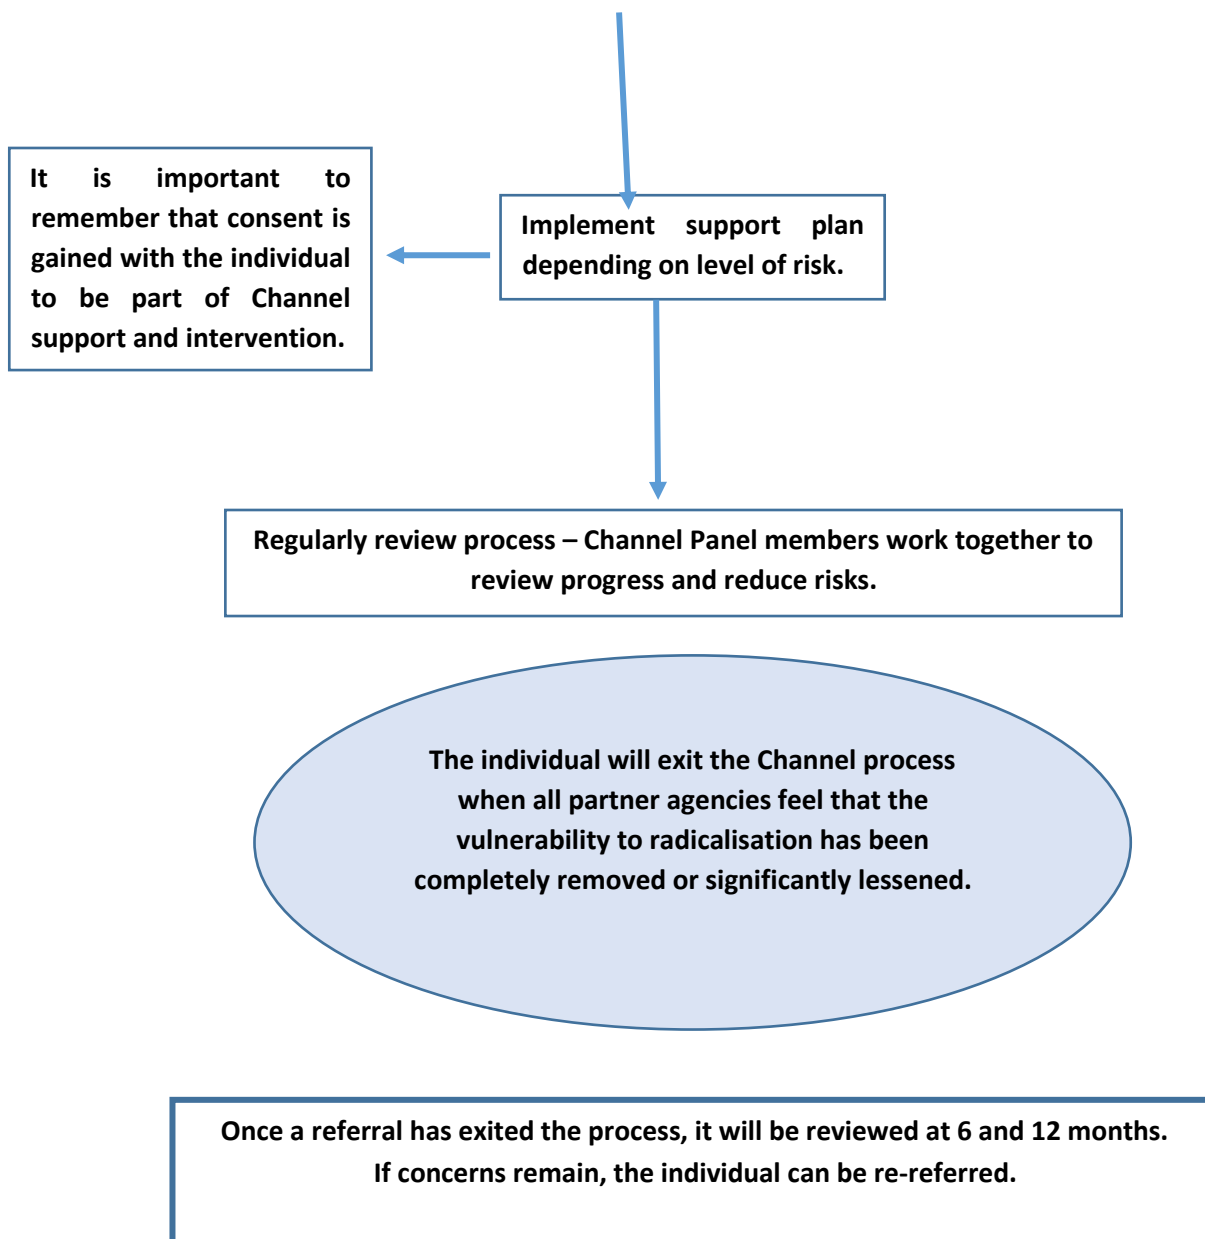 It is important to
remember that consent is
gained with the individual
to be part of Channel
support and intervention.
Implement support plan
depending on level of risk.
Regularly review process – Channel Panel members work together to
review progress and reduce risks.
The individual will exit the Channel process
when all partner agencies feel that the
vulnerability to radicalisation has been
completely removed or significantly lessened.
Once a referral has exited the process, it will be reviewed at 6 and 12 months.
If concerns remain, the individual can be re-referred.